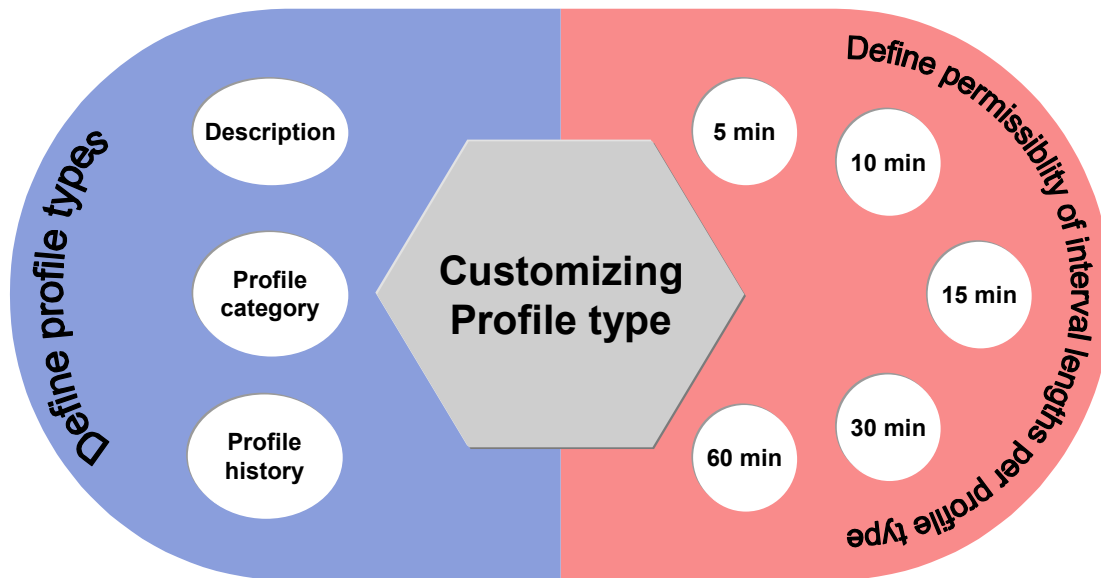 Define profile types
Description
Profile
category
Profile
history
Customizing
Profile type
Define permissiblity of interval lengths per profile type
5 min
10 min
15 min
30 min
60 min